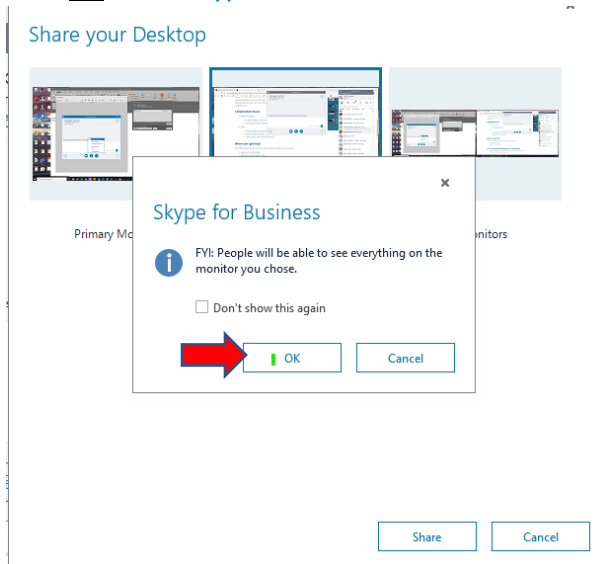 Share your Desktop
Primary Mo
nitors
Skype for Business
FYI: People will be able to see everything on the
monitor you chose.
Don't show this again
OK
Cancel
Share
Cancel